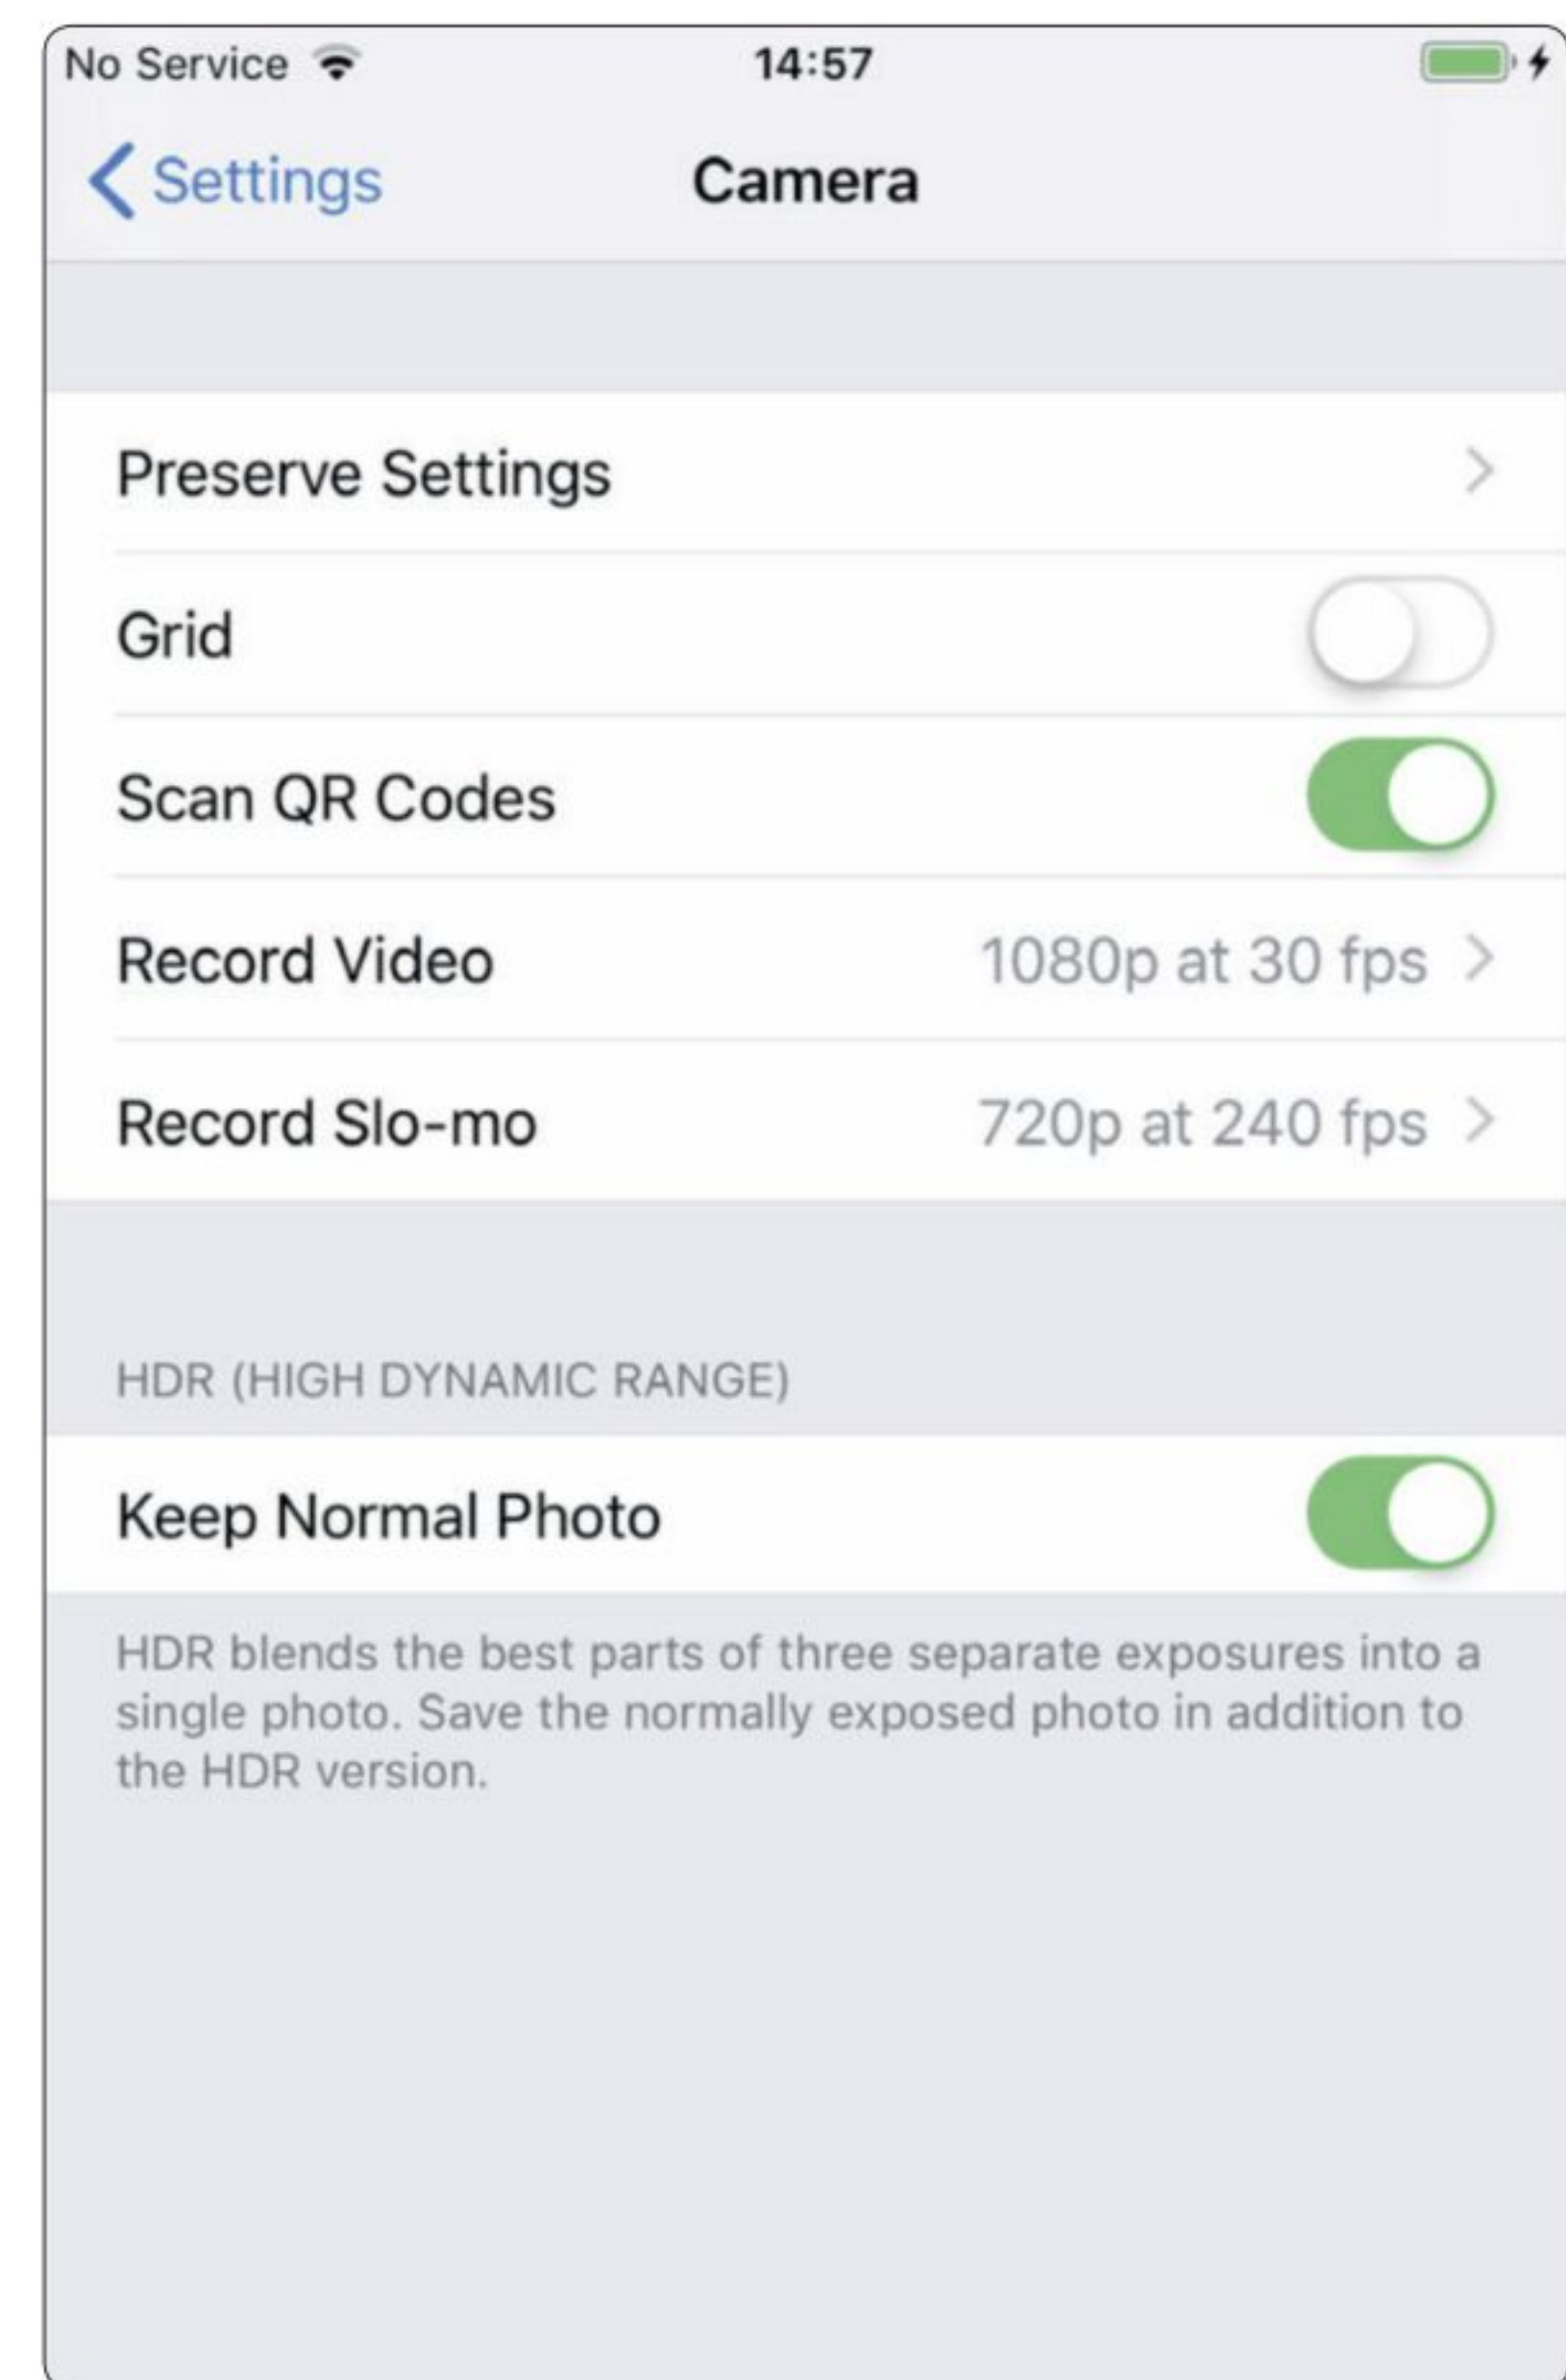 No Service 14:57
Settings Camera
Preserve Settings
Grid
Scan QR Codes
Record Video 1080p at 30 fps
Record Slo-mo 720p at 240 fps
HDR (HIGH DYNAMIC RANGE)
Keep Normal Photo
HDR blends the best parts of three separate exposures into a
single photo. Save the normally exposed photo in addition to
the HDR version.